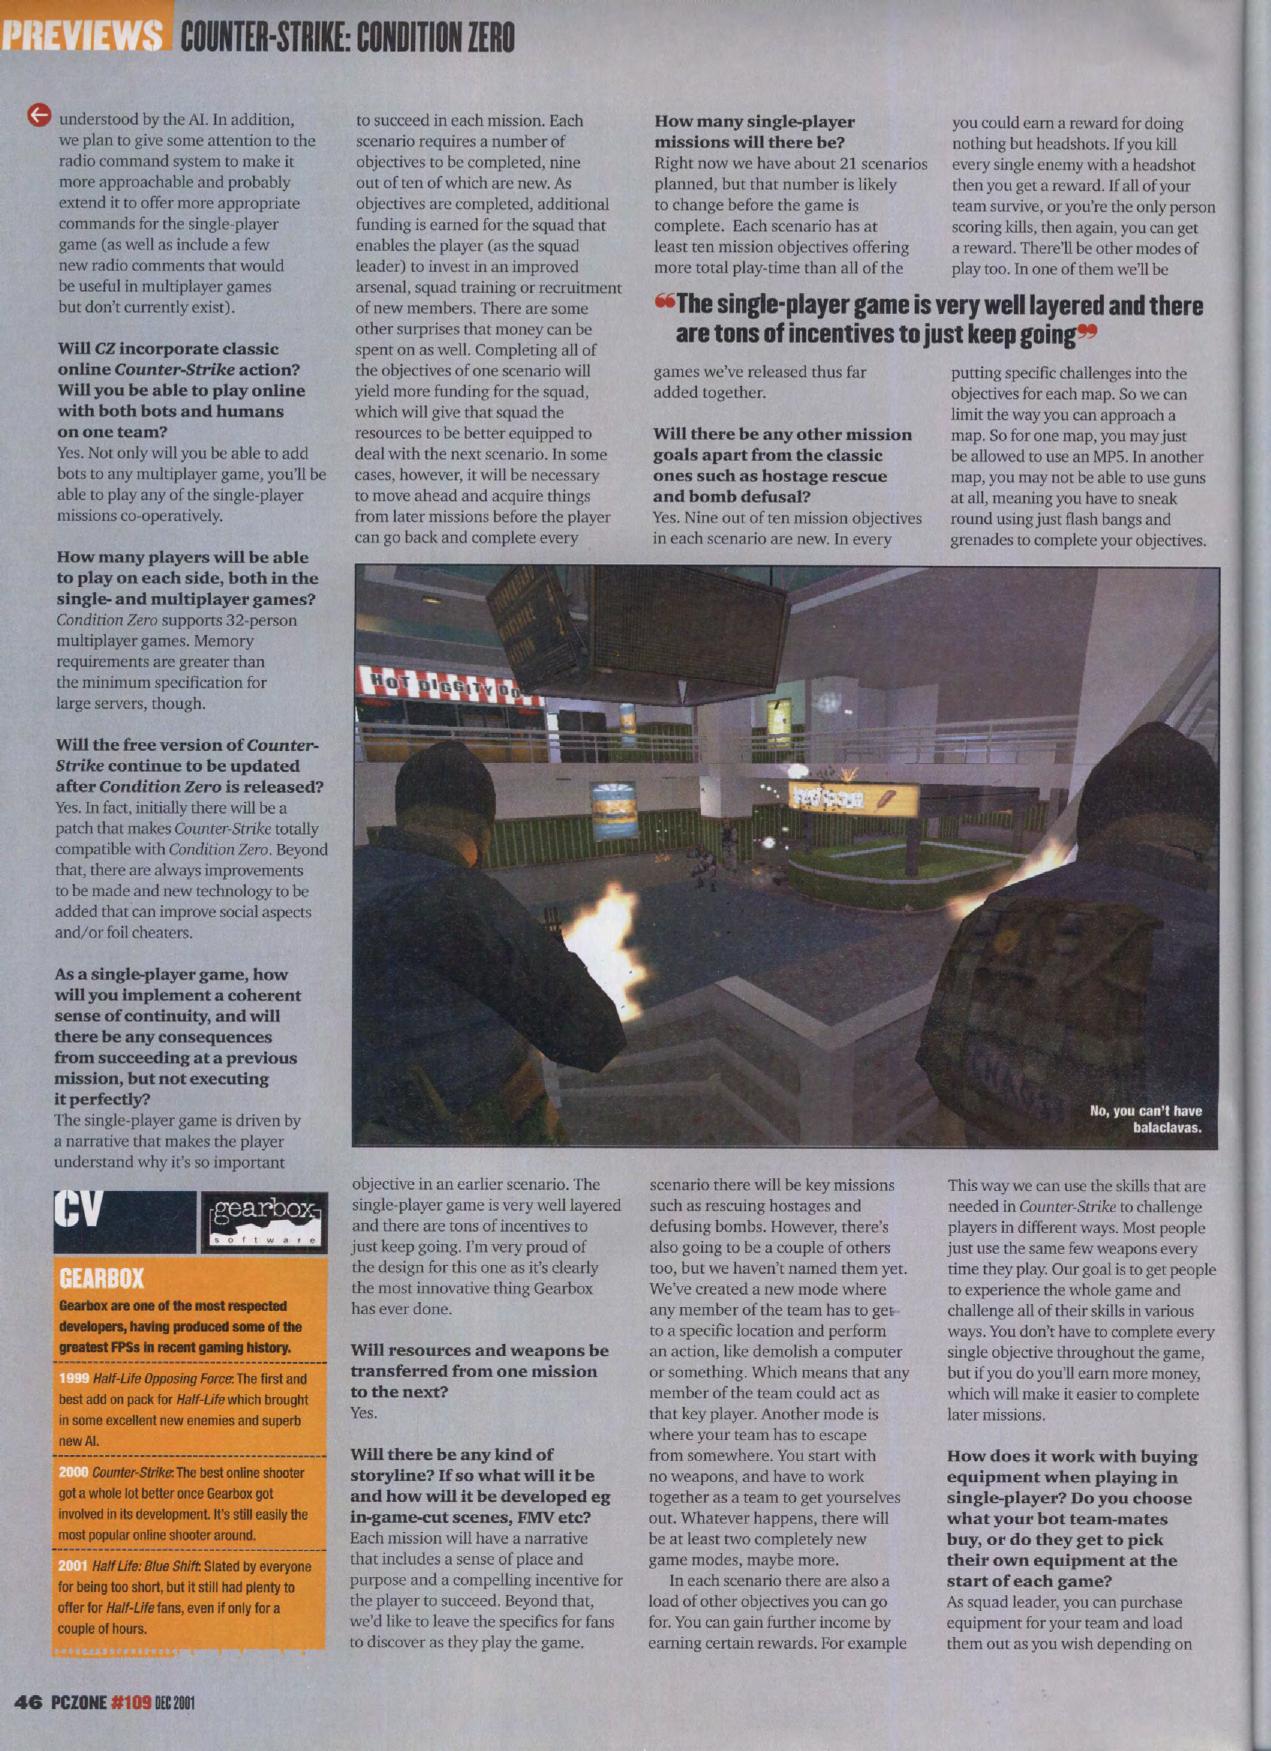 PREVIEWS COUNTER-STRIKE: CONDITION ZERO
understood by the AI. In addition,
we plan to give some attention to the
radio command system to make it
more approachable and probably
extend it to offer more appropriate
commands for the single-player
game (as well as include a few
new radio comments that would
be useful in multiplayer games
but don't currently exist).
Will CZ incorporate classic
online Counter-Strike action?
Will you be able to play online
with both bots and humans
on one team?
Yes. Not only will you be able to add
bots to any multiplayer game, you'll be
able to play any of the single-player
missions co-operatively.
How many players will be able
to play on each side, both in the
single- and multiplayer games?
Condition Zero supports 32-person
multiplayer games. Memory
requirements are greater than
the minimum specification for
large servers, though.
Will the free version of Counter-
Strike continue to be updated
after Condition Zero is released?
Yes. In fact, initially there will be a
patch that makes Counter-Strike totally
compatible with Condition Zero. Beyond
that, there are always improvements
to be made and new technology to be
added that can improve social aspects
and/or foil cheaters.
As a single-player game, how
will you implement a coherent
sense of continuity, and will
there be any consequences
from succeeding at a previous
mission, but not executing
it perfectly?
The single-player game is driven by
a narrative that makes the player
understand why it's so important
to succeed in each mission. Each
scenario requires a number of
objectives to be completed, nine
out of ten of which are new. As
objectives are completed, additional
funding is earned for the squad that
enables the player (as the squad
leader) to invest in an improved
arsenal, squad training or recruitment
of new members. There are some
other surprises that money can be
spent on as well. Completing all of
the objectives of one scenario will
yield more funding for the squad,
which will give that squad the
resources to be better equipped to
deal with the next scenario. In some
cases, however, it will be necessary
to move ahead and acquire things
from later missions before the player
can go back and complete every
objective in an earlier scenario. The
single-player game is very well layered
and there are tons of incentives to
just keep going. I'm very proud of
the design for this one as it's clearly
the most innovative thing Gearbox
has ever done.
Will resources and weapons be
transferred from one mission
to the next?
Yes.
Will there be any kind of
storyline? If so what will it be
and how will it be developed eg
in-game-cut scenes, FMV etc?
Each mission will have a narrative
that includes a sense of place and
purpose and a compelling incentive for
the player to succeed. Beyond that,
we'd like to leave the specifics for fans
to discover as they play the game.
How many single-player
missions will there be?
Right now we have about 21 scenarios
planned, but that number is likely
to change before the game is
complete. Each scenario has at
least ten mission objectives offering
more total play-time than all of the
games we've released thus far
added together.
Will there be any other mission
goals apart from the classic
ones such as hostage rescue
and bomb defusal?
Yes. Nine out of ten mission objectives
in each scenario are new. In every
scenario there will be key missions
such as rescuing hostages and
defusing bombs. However, there's
also going to be a couple of others
too, but we haven't named them yet.
We've created a new mode where
any member of the team has to get
to a specific location and perform
an action, like demolish a computer
or something. Which means that any
member of the team could act as
that key player. Another mode is
where your team has to escape
from somewhere. You start with
no weapons, and have to work
together as a team to get yourselves
out. Whatever happens, there will
be at least two completely new
game modes, maybe more.
In each scenario there are also a
load of other objectives you can go
for. You can gain further income by
earning certain rewards. For example
you could earn a reward for doing
nothing but headshots. If you kill
every single enemy with a headshot
then you get a reward. If all of your
team survive, or you're the only person
scoring kills, then again, you can get
a reward. There'll be other modes of
play too. In one of them we'll be
putting specific challenges into the
objectives for each map. So we can
limit the way you can approach a
map. So for one map, you may just
be allowed to use an MP5. In another
map, you may not be able to use guns
at all, meaning you have to sneak
round using just flash bangs and
grenades to complete your objectives.
This way we can use the skills that are
needed in Counter-Strike to challenge
players in different ways. Most people
just use the same few weapons every
time they play. Our goal is to get people
to experience the whole game and
challenge all of their skills in various
ways. You don't have to complete every
single objective throughout the game,
but if you do you'll earn more money,
which will make it easier to complete
later missions.
How does it work with buying
equipment when playing in
single-player? Do you choose
what your bot team-mates
buy, or do they get to pick
their own equipment at the
start of each game?
As squad leader, you can purchase
equipment for your team and load
them out as you wish depending on
“The single-player game is very well layered and there
are tons of incentives to just keep going”
HOT DIGGITY DO
No, you can't have
balaclavas.
CV
gearbox
software
GEARBOX
Gearbox are one of the most respected
developers, having produced some of the
greatest FPSs in recent gaming history.
1999 Half-Life Opposing Force: The first and
best add on pack for Half-Life which brought
in some excellent new enemies and superb
new AI.
2000 Counter-Strike: The best online shooter
got a whole lot better once Gearbox got
involved in its development. It's still easily the
most popular online shooter around.
2001 Half Life: Blue Shift: Slated by everyone
for being too short, but it still had plenty to
offer for Half-Life fans, even if only for a
couple of hours.
46 PCZONE #109 DEC 2001